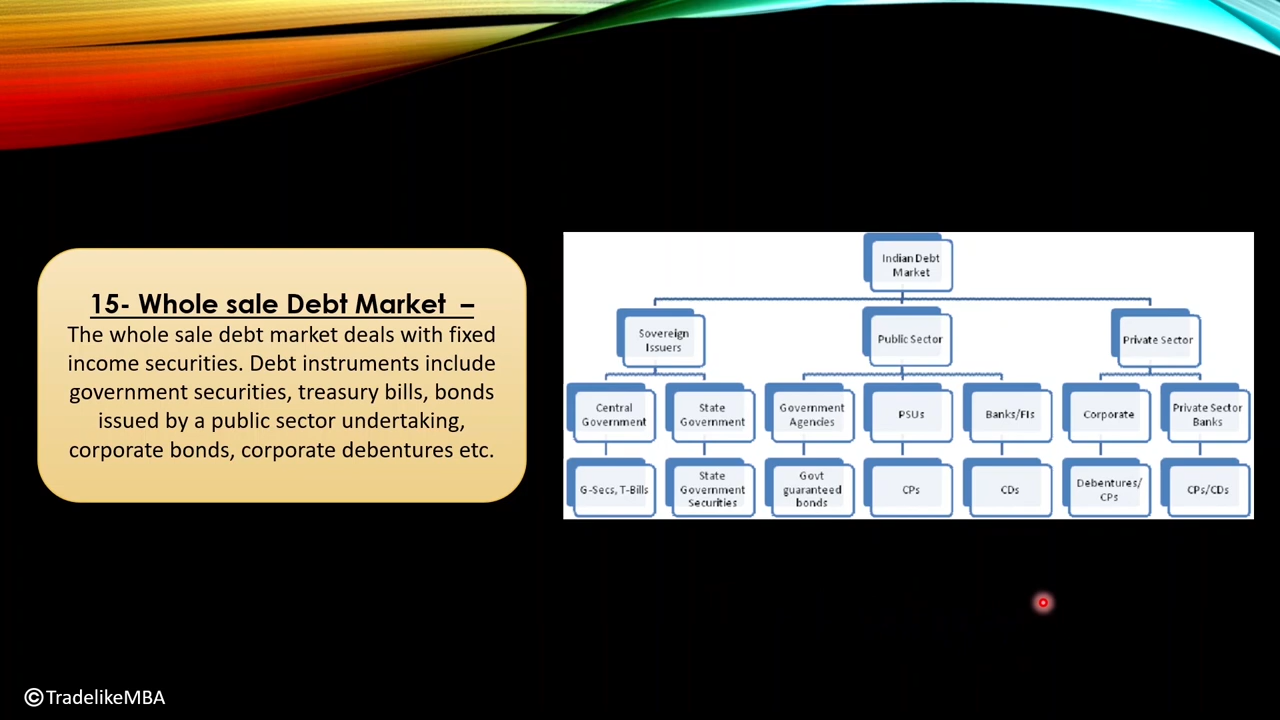 15- Whole sale Debt Market –
The whole sale debt market deals with fixed
income securities. Debt instruments include
government securities, treasury bills, bonds
issued by a public sector undertaking,
corporate bonds, corporate debentures etc.
Indian Debt
Market
Sovereign
Issuers
Public Sector
Private Sector
Central
Government
State
Government
Government
Agencies
PSUs
Banks/FIs
Corporate
Private Sector
Banks
G-Secs, T-Bills
State
Government
Securities
Govt
guaranteed
bonds
CPs
CDs
Debentures/
CPs
CPs/CDs
©TradelikeMBA